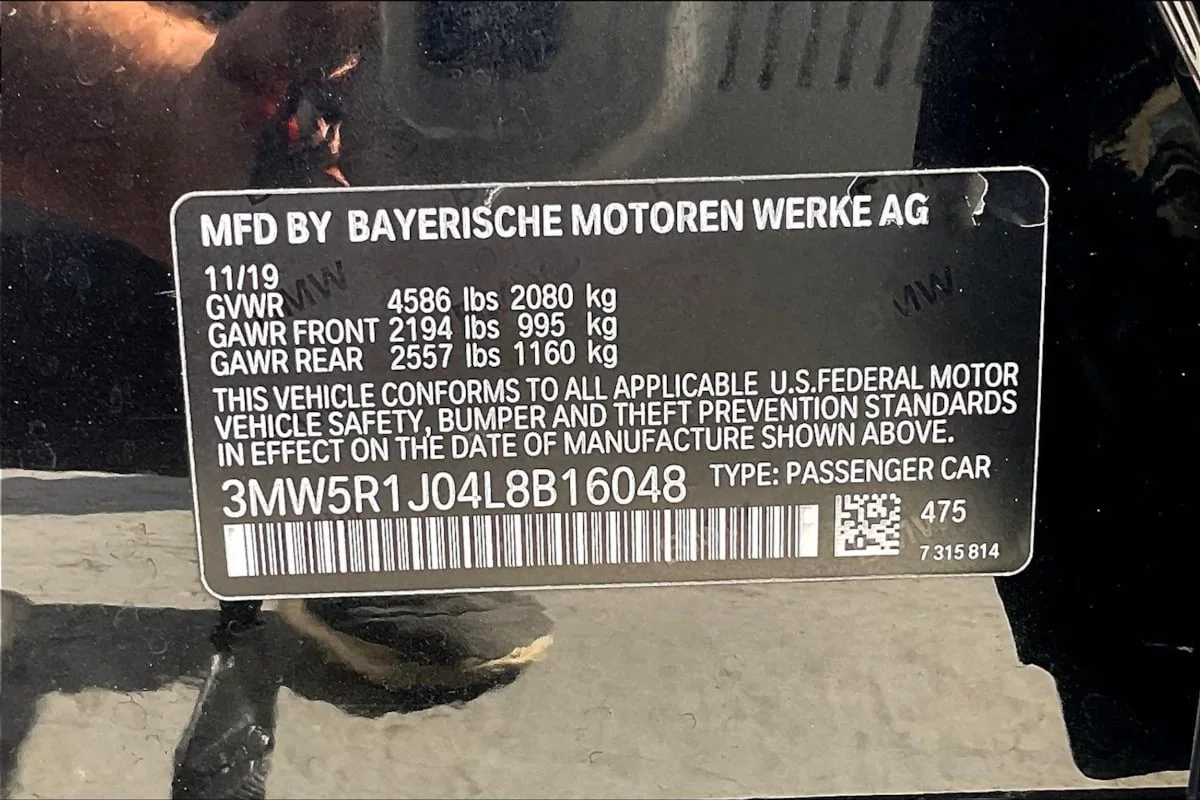 MFD BY BAYERISCHE MOTOREN WERKE AG
11/19
GVWR 4586 lbs 2080 kg
GAWR FRONT 2194 lbs 995 kg
GAWR REAR 2557 lbs 1160 kg
THIS VEHICLE CONFORMS TO ALL APPLICABLE U.S.FEDERAL MOTOR
VEHICLE SAFETY, BUMPER AND THEFT PREVENTION STANDARDS
IN EFFECT ON THE DATE OF MANUFACTURE SHOWN ABOVE.
3MW5R1J04L8B16048 TYPE: PASSENGER CAR
475
7 315 814